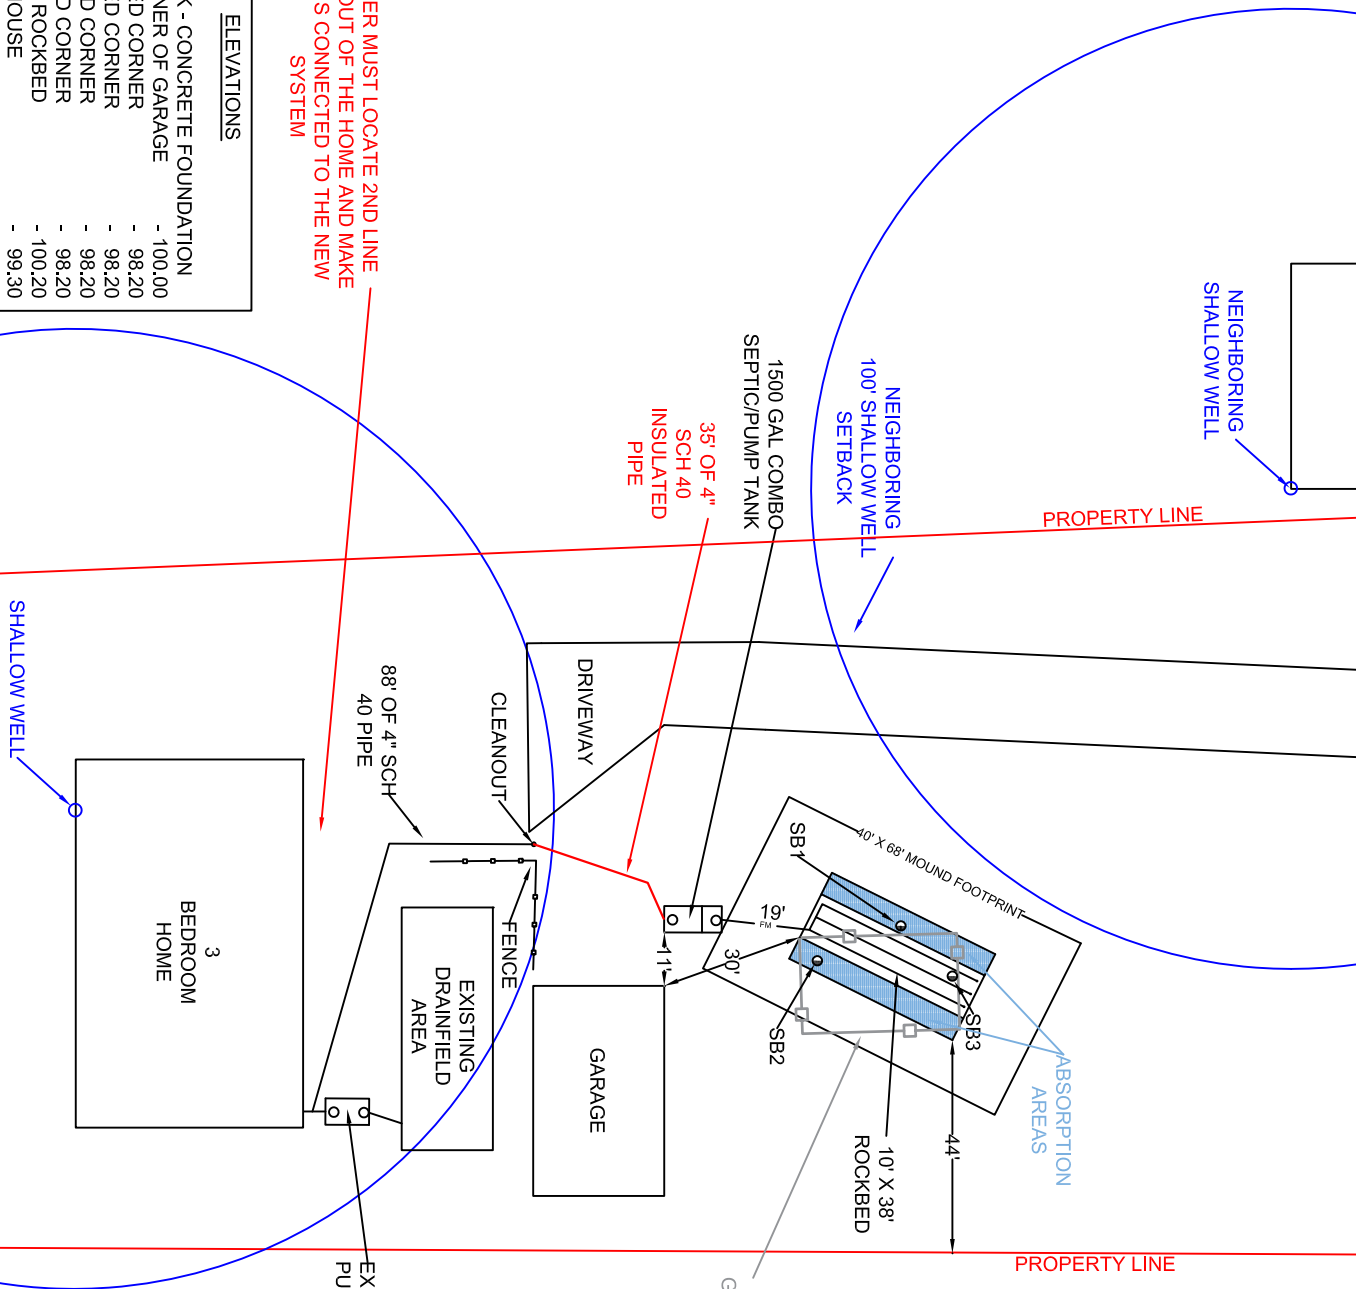 ELEVATIONS
- CONCRETE FOUNDATION
OF GARAGE - 100.00
CORNER - 98.20
CORNER - 98.20
CORNER - 98.20
CORNER - 98.20
ROCKBED - 100.20
- 99.30
MUST LOCATE 2ND LINE
OUT OF THE HOME AND MAKE
CONNECTED TO THE NEW
SYSTEM
NEIGHBORING
SHALLOW WELL
NEIGHBORING
100' SHALLOW WELL
SETBACK
1500 GAL COMBO
SEPTIC/PUMP TANK
35' OF 4"
SCH 40
INSULATED
PIPE
PROPERTY LINE
SHALLOW WELL
DRIVEWAY
88' OF 4" SCH
40 PIPE
CLEANOUT
FENCE
3
BEDROOM
HOME
EXISTING
DRAINFIELD
AREA
GARAGE
SB1
40' X 68' MOUND FOOTPRINT
19'
FM
11'
30'
SB2
SB3
ABSORPTION
AREAS
10' X 38'
ROCKBED
44'
EX
PU
G
PROPERTY LINE